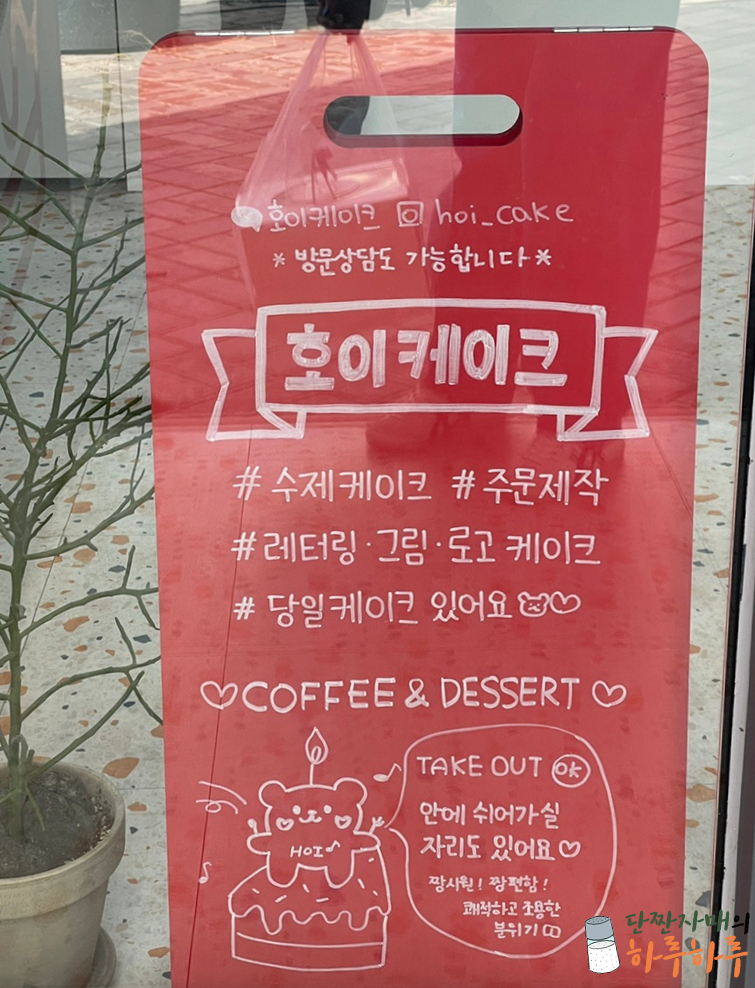 호이케이크 hoi_cake
* 방문상담도 가능합니다 *
호이케이크
# 수제케이크 # 주문제작
# 레터링·그림·로고 케이크
# 당일케이크 있어요
COFFEE & DESSERT
TAKE OUT OK
안에 쉬어가실
자리도 있어요
짱시원! 짱편함!
쾌적하고 조용한
분위기
HOI
단짠자매의
하루하루